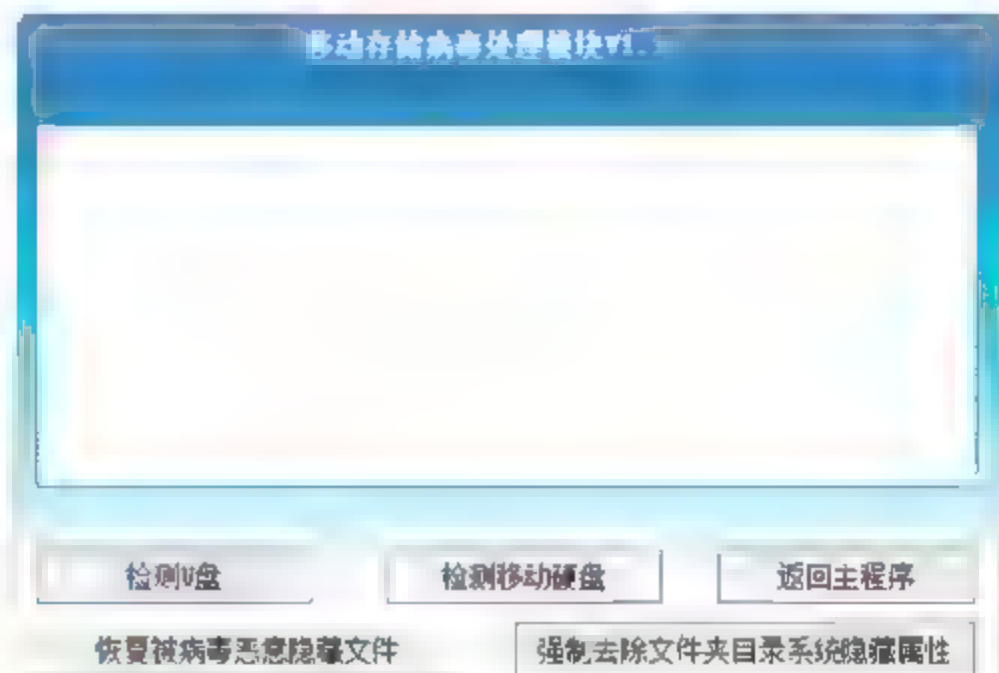 移动存储病毒处理模块V1.
检测U盘
检测移动硬盘
返回主程序
恢复被病毒恶意隐藏文件
强制去除文件夹目录系统隐藏属性